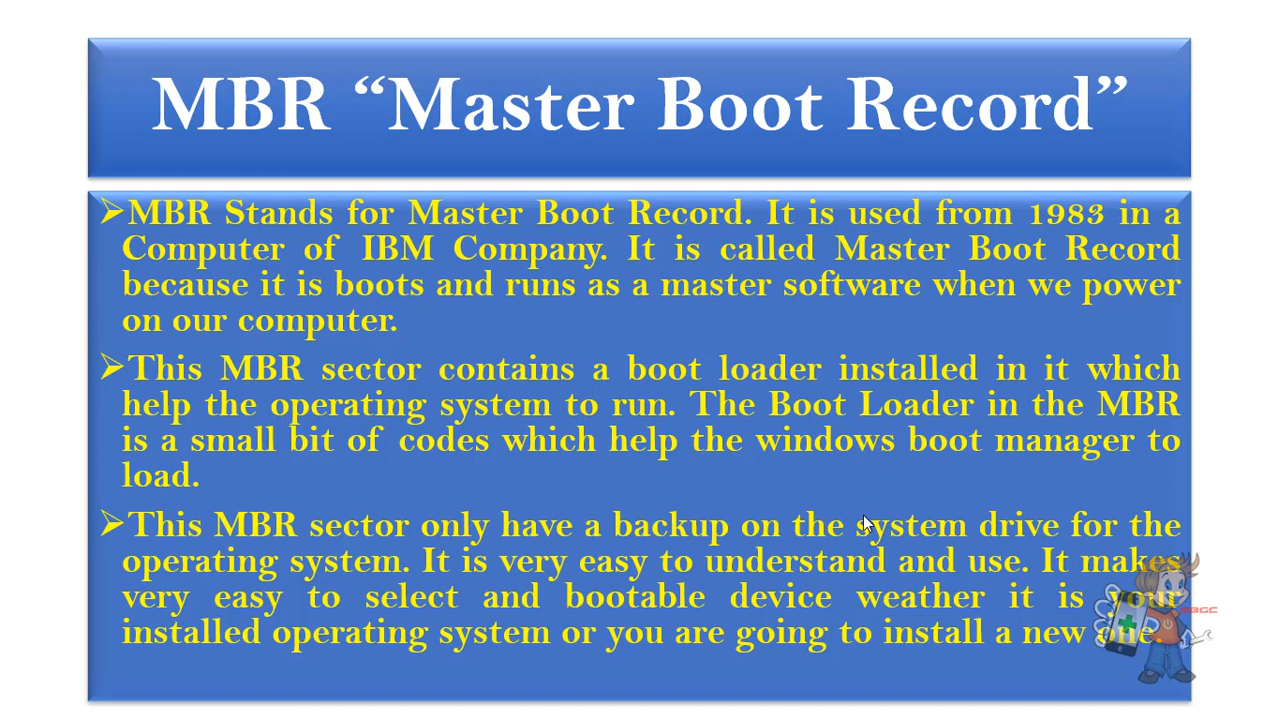 MBR “Master Boot Record”
➢MBR Stands for Master Boot Record. It is used from 1983 in a
Computer of IBM Company. It is called Master Boot Record
because it is boots and runs as a master software when we power
on our computer.
➢This MBR sector contains a boot loader installed in it which
help the operating system to run. The Boot Loader in the MBR
is a small bit of codes which help the windows boot manager to
load.
➢This MBR sector only have a backup on the system drive for the
operating system. It is very easy to understand and use. It makes
very easy to select and bootable device weather it is your
installed operating system or you are going to install a new one.